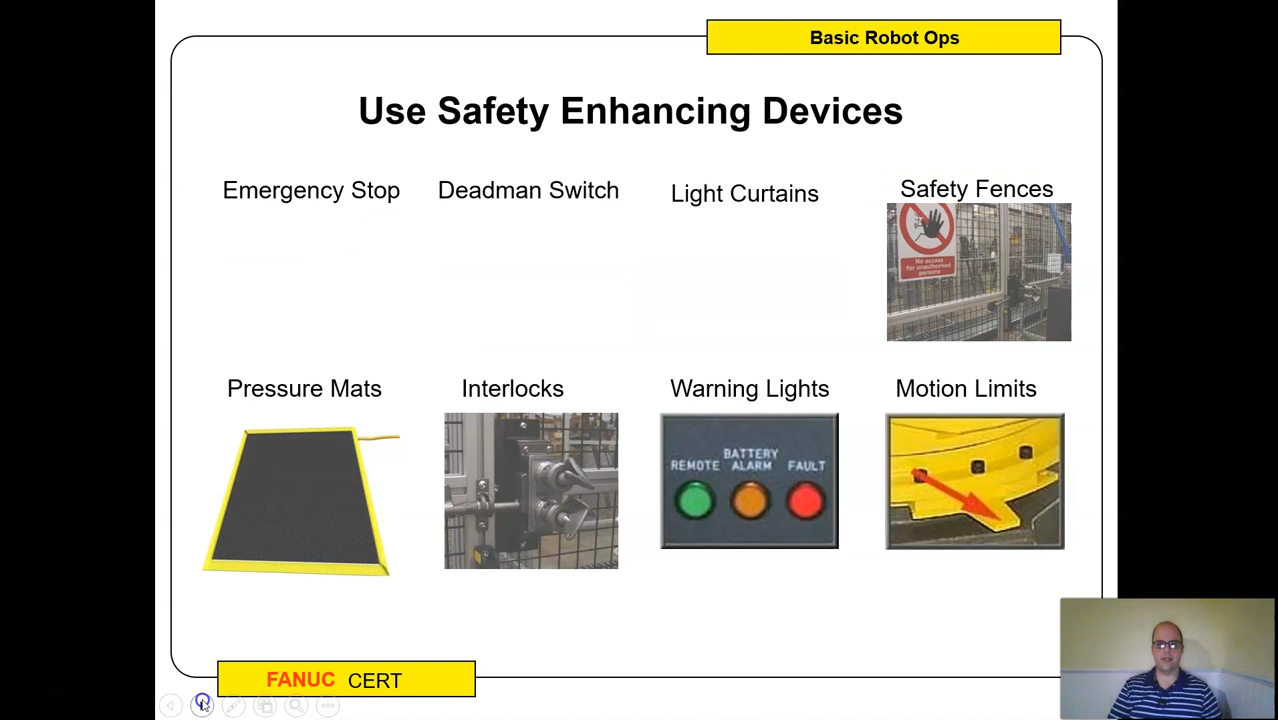 Basic Robot Ops
Use Safety Enhancing Devices
Emergency Stop
Deadman Switch
Light Curtains
Safety Fences
No access
for unauthorised
persons
Pressure Mats
Interlocks
Warning Lights
Motion Limits
REMOTE
BATTERY
ALARM
FAULT
FANUC CERT